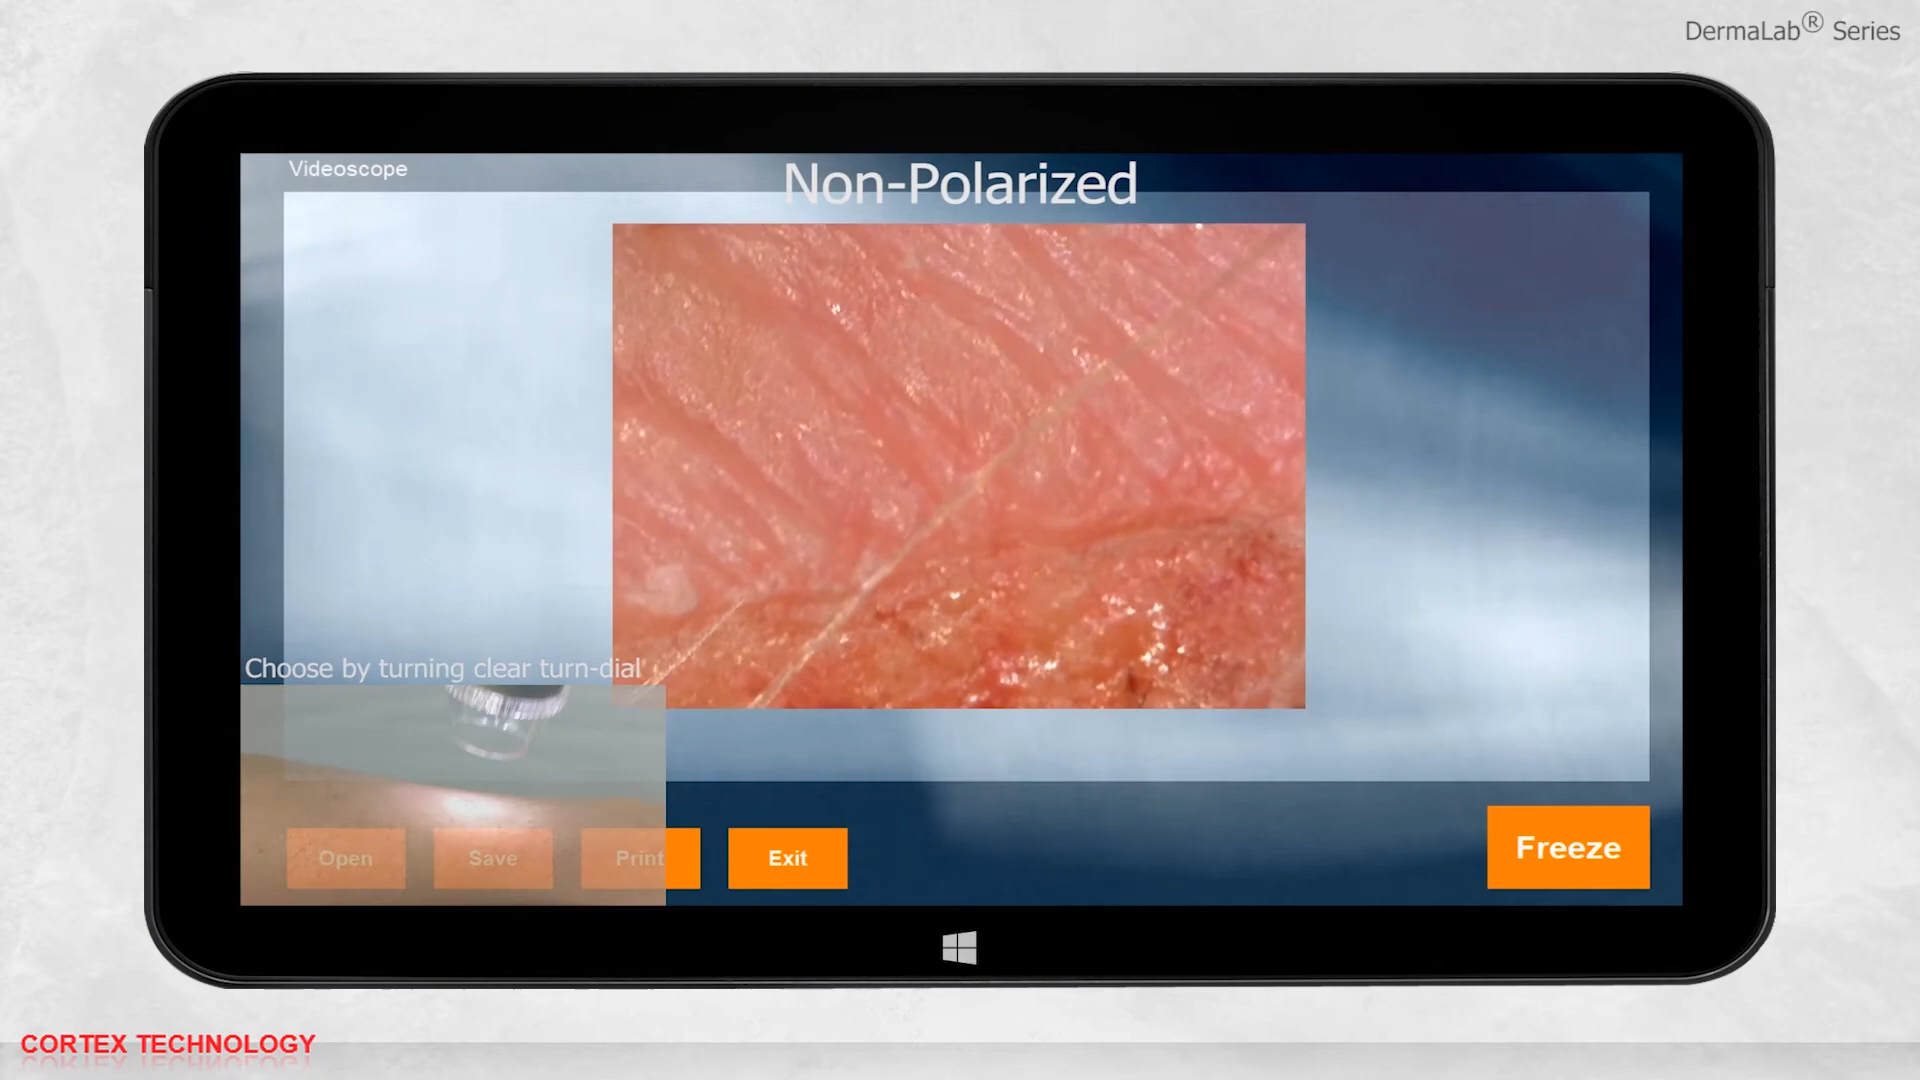 DermaLab® Series
Videoscope
Non-Polarized
Choose by turning clear turn-dial
Open
Save
Print
Exit
Freeze
CORTEX TECHNOLOGY